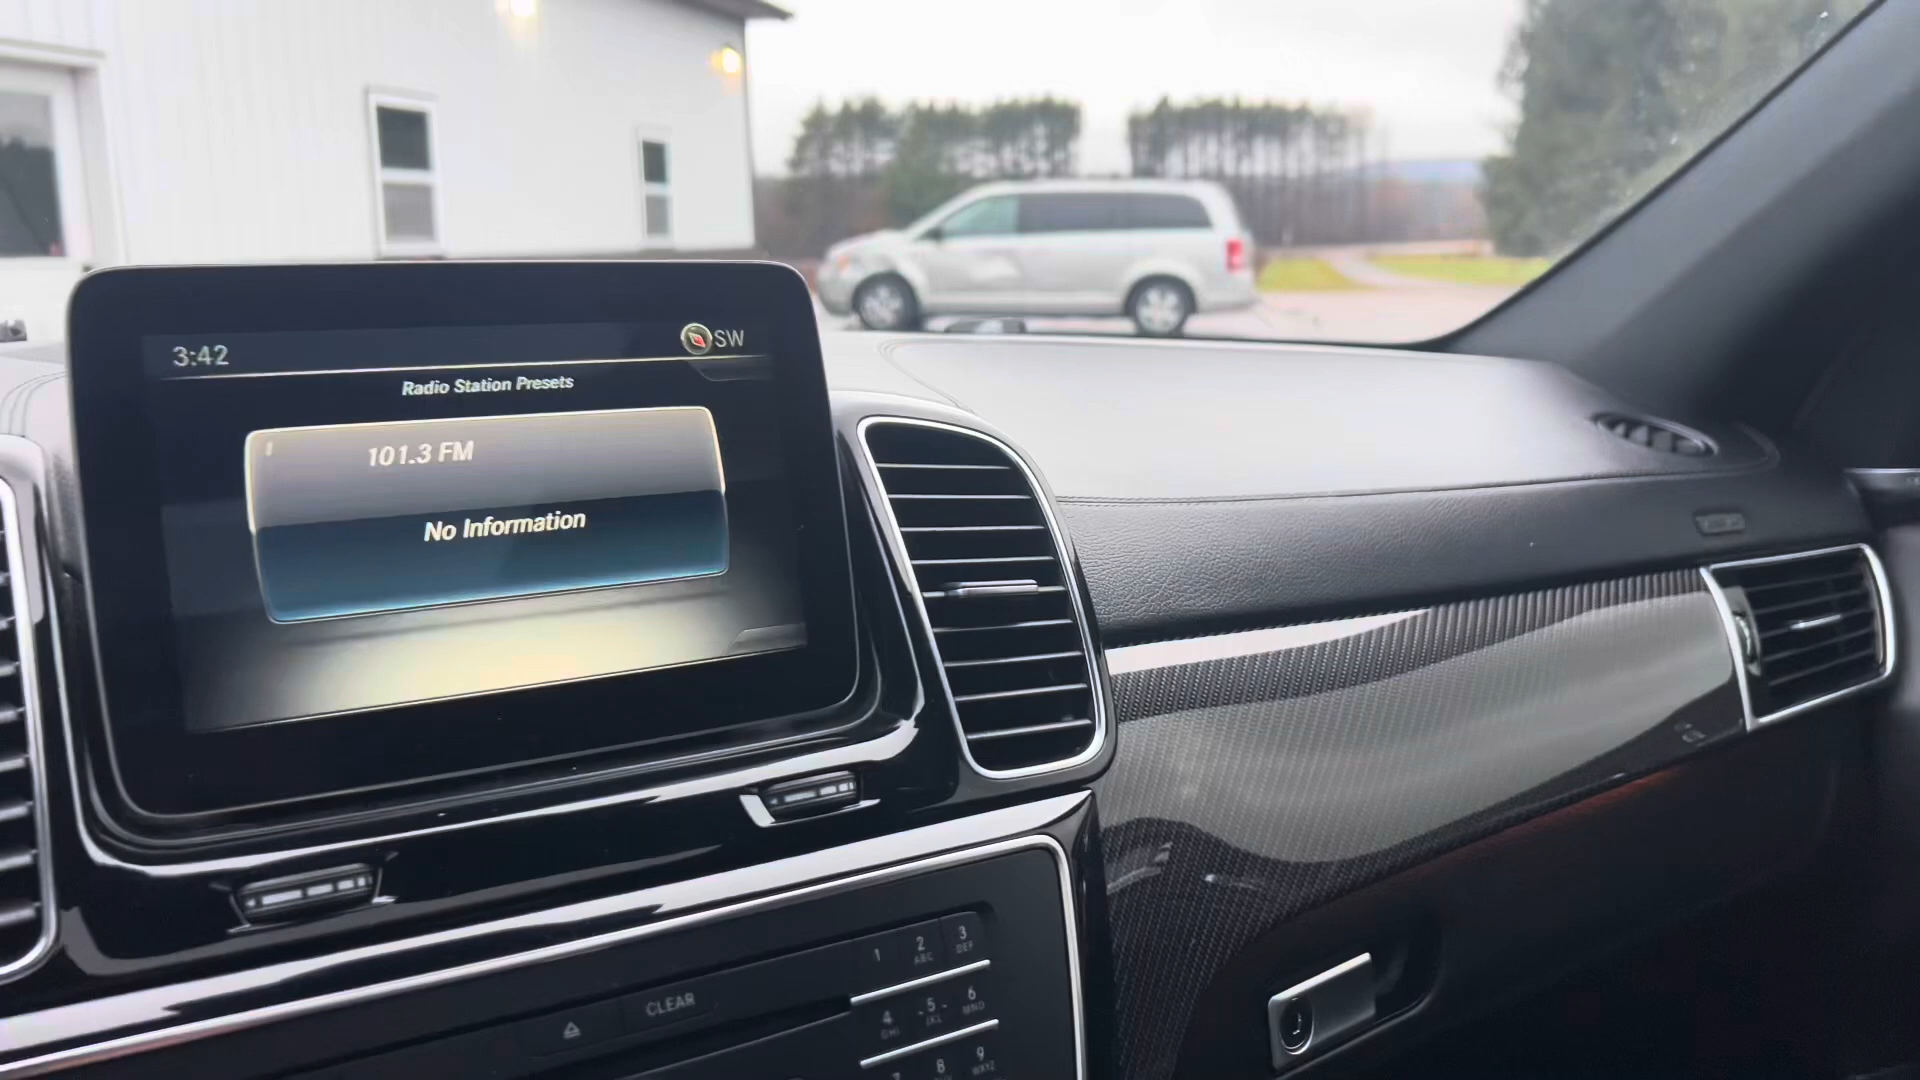 3:42
SW
Radio Station Presets
101.3 FM
No Information
CLEAR
1
2
3
ABC
DEF
4
5
6
GHI
JKL
MNO
8
9
WXYZ